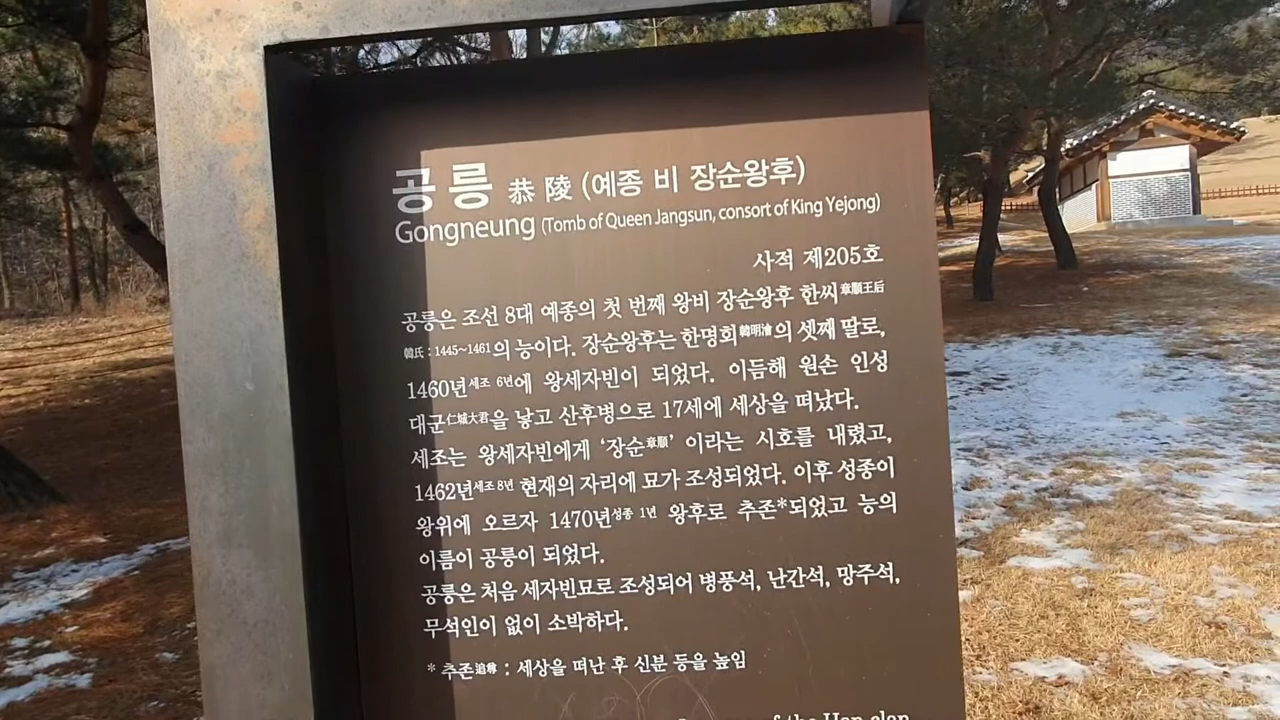 공릉 恭陵 (예종 비 장순왕후)
Gongneung (Tomb of Queen Jangsun, consort of King Yejong)
사적 제205호
공릉은 조선 8대 예종의 첫 번째 왕비 장순왕후 한씨章順王后
韓氏 : 1445~1461의 능이다. 장순왕후는 한명회韓明澮의 셋째 딸로,
1460년세조 6년에 왕세자빈이 되었다. 이듬해 원손 인성
대군仁城大君을 낳고 산후병으로 17세에 세상을 떠났다.
세조는 왕세자빈에게 ‘장순章順’ 이라는 시호를 내렸고,
1462년세조 8년 현재의 자리에 묘가 조성되었다. 이후 성종이
왕위에 오르자 1470년성종 1년 왕후로 추존*되었고 능의
이름이 공릉이 되었다.
공릉은 처음 세자빈묘로 조성되어 병풍석, 난간석, 망주석,
무석인이 없이 소박하다.
* 추존追尊 : 세상을 떠난 후 신분 등을 높임
of the Han clan